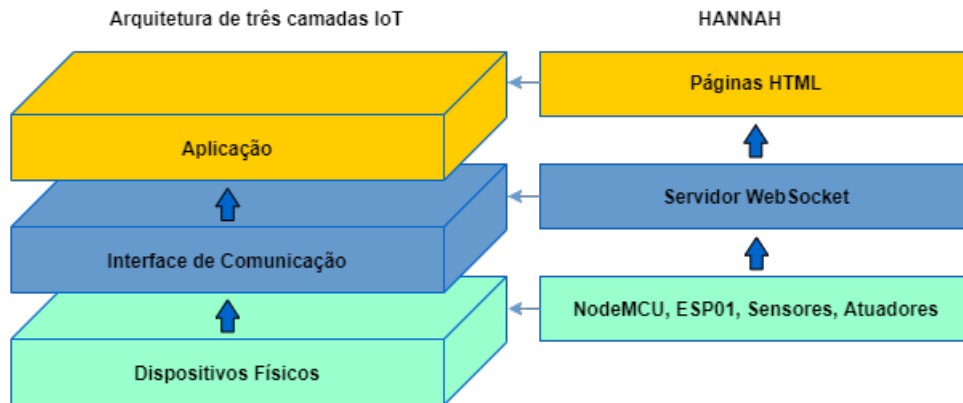 Arquitetura de três camadas IoT
HANNAH
Páginas HTML
Aplicação
Servidor WebSocket
Interface de Comunicação
NodeMCU, ESP01, Sensores, Atuadores
Dispositivos Físicos